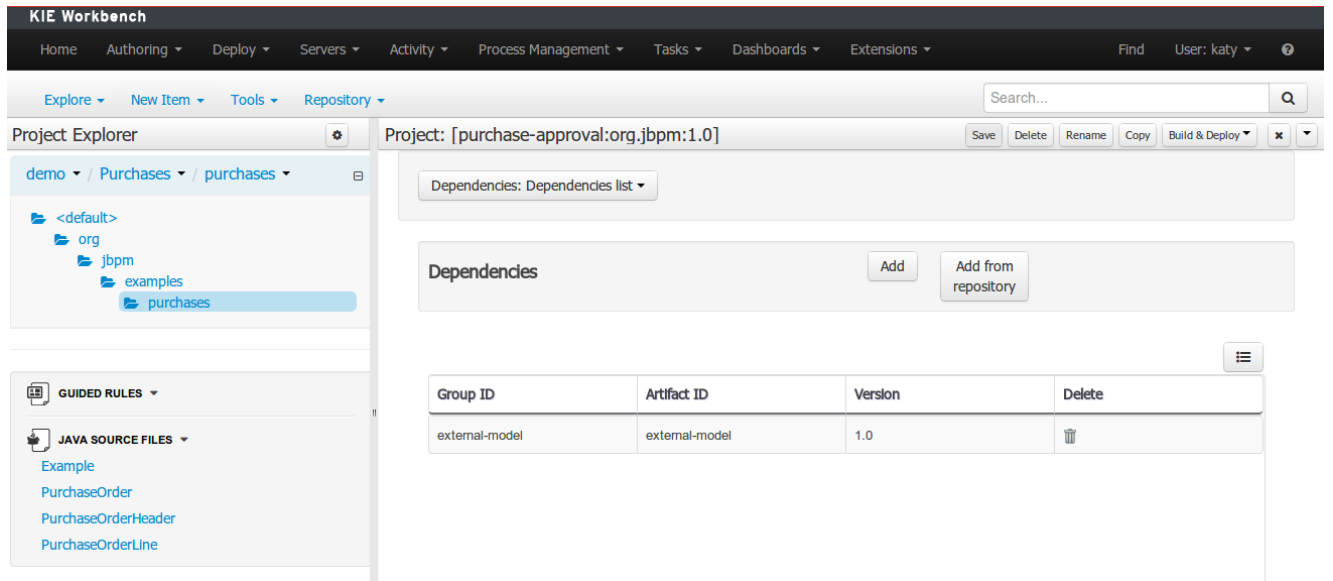 KIE Workbench
Home Authoring Deploy Servers Activity Process Management Tasks Dashboards Extensions Find User: katy
Explore New Item Tools Repository Search...
Project Explorer
Project: [purchase-approval:org.jbpm:1.0] Save Delete Rename Copy Build & Deploy
demo / Purchases / purchases
<default>
org
jbpm
examples
purchases
GUIDED RULES
JAVA SOURCE FILES
Example
PurchaseOrder
PurchaseOrderHeader
PurchaseOrderLine
Dependencies: Dependencies list
Dependencies Add Add from
repository
Group ID Artifact ID Version Delete
external-model external-model 1.0